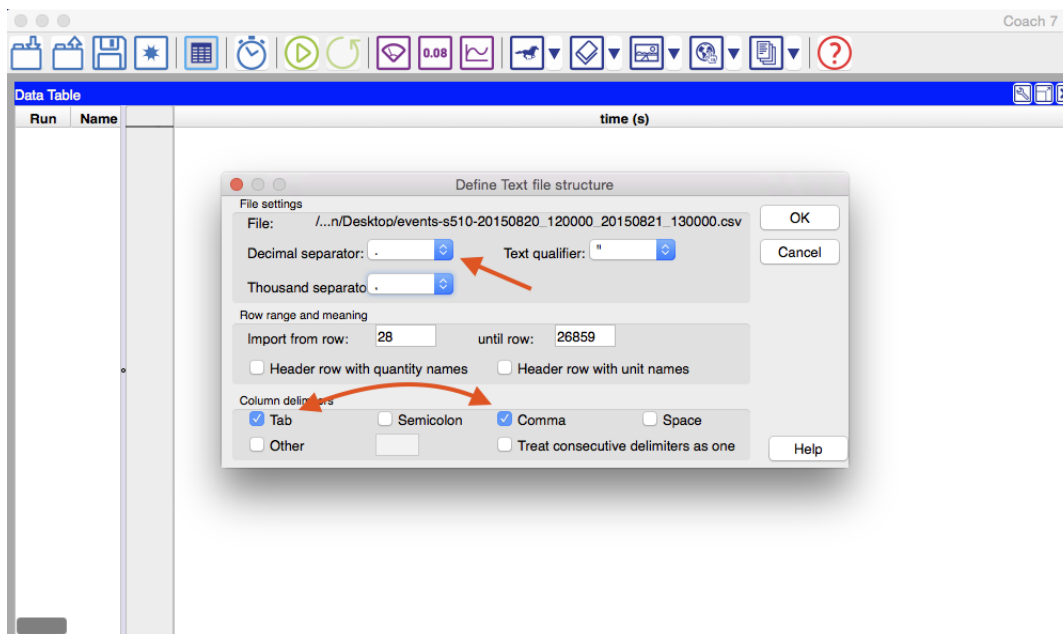 Coach 7
0.08
Data Table
Run Name time (s)
Define Text file structure
File settings
File: /...n/Desktop/events-s510-20150820_120000_20150821_130000.csv
OK
Decimal separator: . Text qualifier: "
Cancel
Thousand separato .
Row range and meaning
Import from row: 28 until row: 26859
Header row with quantity names Header row with unit names
Column delimiters
Tab Semicolon Comma Space
Other Treat consecutive delimiters as one
Help